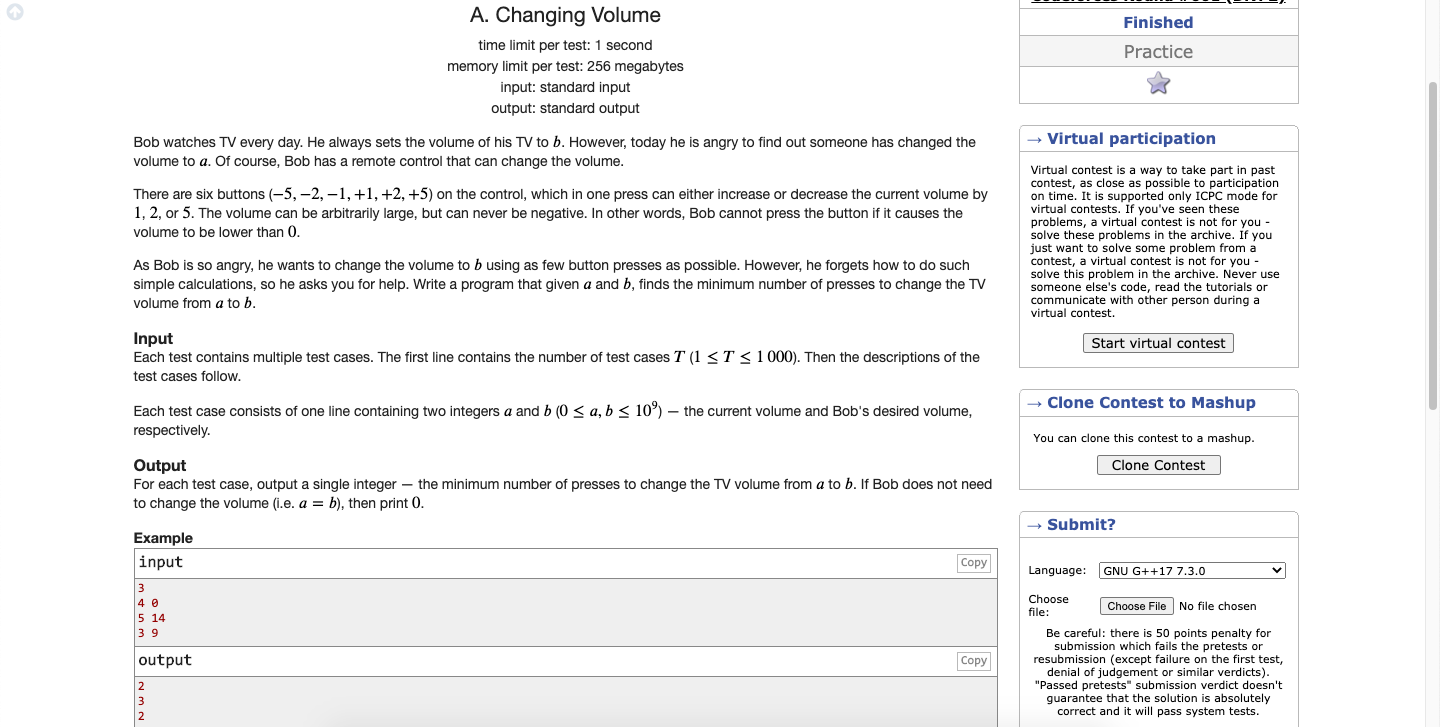 A. Changing Volume
time limit per test: 1 second
memory limit per test: 256 megabytes
input: standard input
output: standard output
Bob watches TV every day. He always sets the volume of his TV to b. However, today he is angry to find out someone has changed the
volume to a. Of course, Bob has a remote control that can change the volume.
There are six buttons (−5, −2, −1, +1, +2, +5) on the control, which in one press can either increase or decrease the current volume by
1, 2, or 5. The volume can be arbitrarily large, but can never be negative. In other words, Bob cannot press the button if it causes the
volume to be lower than 0.
As Bob is so angry, he wants to change the volume to b using as few button presses as possible. However, he forgets how to do such
simple calculations, so he asks you for help. Write a program that given a and b, finds the minimum number of presses to change the TV
volume from a to b.
Input
Each test contains multiple test cases. The first line contains the number of test cases T (1 ≤ T ≤ 1 000). Then the descriptions of the
test cases follow.
Each test case consists of one line containing two integers a and b (0 ≤ a, b ≤ 10⁹) — the current volume and Bob's desired volume,
respectively.
Output
For each test case, output a single integer — the minimum number of presses to change the TV volume from a to b. If Bob does not need
to change the volume (i.e. a = b), then print 0.
Example
input
Copy
3
4 0
5 14
3 9
output
Copy
2
3
2
Finished
Practice
→ Virtual participation
Virtual contest is a way to take part in past
contest, as close as possible to participation
on time. It is supported only ICPC mode for
virtual contests. If you've seen these
problems, a virtual contest is not for you -
solve these problems in the archive. If you
just want to solve some problem from a
contest, a virtual contest is not for you -
solve this problem in the archive. Never use
someone else's code, read the tutorials or
communicate with other person during a
virtual contest.
Start virtual contest
→ Clone Contest to Mashup
You can clone this contest to a mashup.
Clone Contest
→ Submit?
Language: GNU G++17 7.3.0
Choose
file:
Choose File No file chosen
Be careful: there is 50 points penalty for
submission which fails the pretests or
resubmission (except failure on the first test,
denial of judgement or similar verdicts).
"Passed pretests" submission verdict doesn't
guarantee that the solution is absolutely
correct and it will pass system tests.